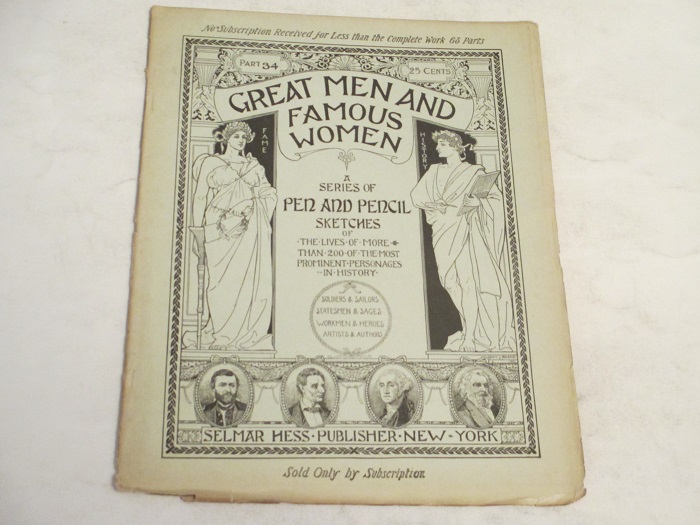 No Subscription Received for Less than the Complete Work 68 Parts
PART 34
25 CENTS
GREAT MEN AND
FAMOUS
WOMEN
FAME
HISTORY
A
SERIES OF
PEN AND PENCIL
SKETCHES
OF
·THE·LIVES·OF·MORE·
THAN·200·OF·THE·MOST
PROMINENT·PERSONAGES
··IN·HISTORY·
SOLDIERS & SAILORS
STATESMEN & SAGES
WORKMEN & HEROES
ARTISTS & AUTHORS
SELMAR HESS·PUBLISHER·NEW-YORK
Sold Only by Subscription.